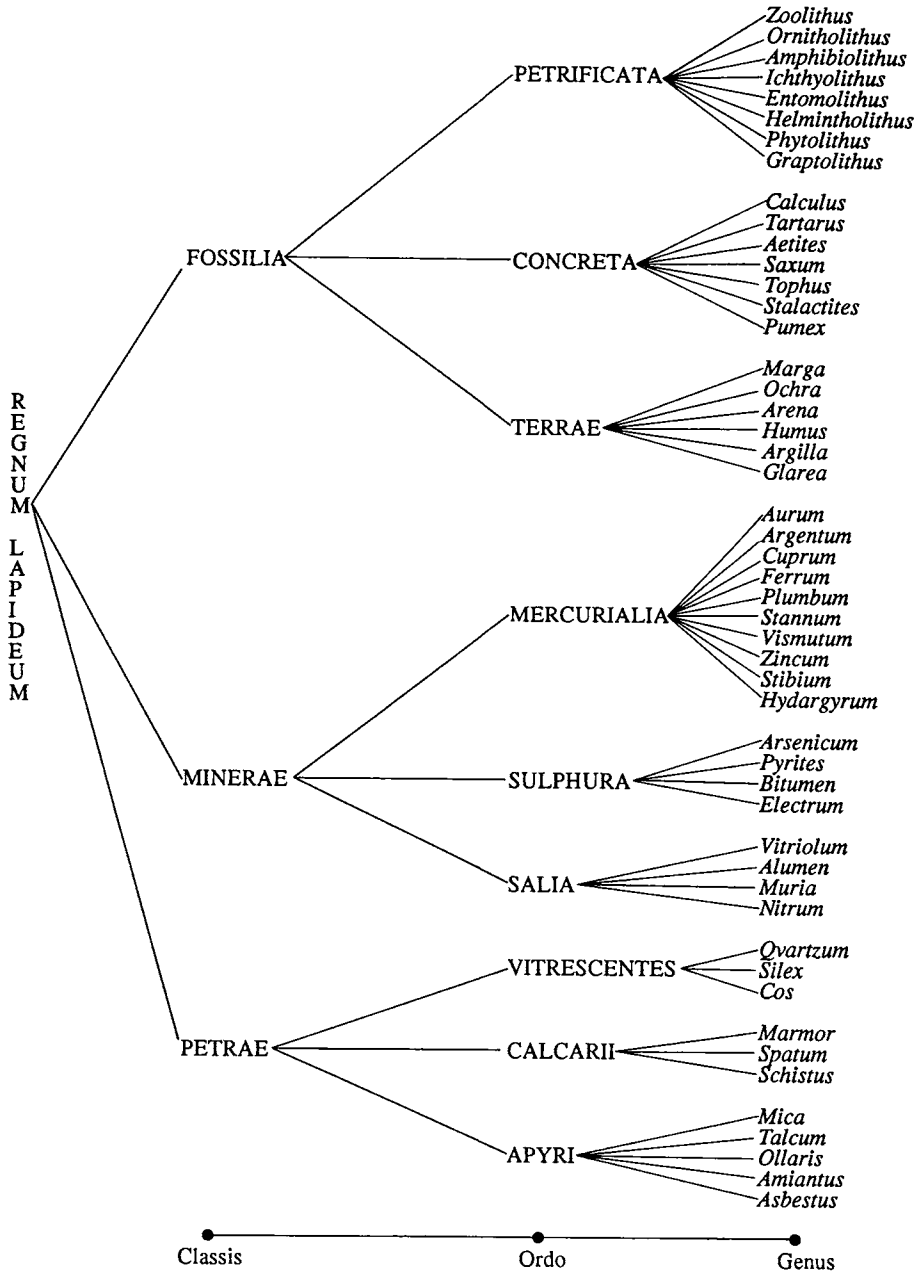 REGNUM LAPIDEUM
FOSSILIA
PETRIFICATA
Zoolithus
Ornitholithus
Amphibiolithus
Ichthyolithus
Entomolithus
Helmintholithus
Phytolithus
Graptolithus
CONCRETA
Calculus
Tartarus
Aetites
Saxum
Tophus
Stalactites
Pumex
TERRAE
Marga
Ochra
Arena
Humus
Argilla
Glarea
MINERAE
MERCURIALIA
Aurum
Argentum
Cuprum
Ferrum
Plumbum
Stannum
Vismutum
Zincum
Stibium
Hydargyrum
SULPHURA
Arsenicum
Pyrites
Bitumen
Electrum
SALIA
Vitriolum
Alumen
Muria
Nitrum
PETRAE
VITRESCENTES
Qvartzum
Silex
Cos
CALCARII
Marmor
Spatum
Schistus
APYRI
Mica
Talcum
Ollaris
Amiantus
Asbestus
Classis
Ordo
Genus